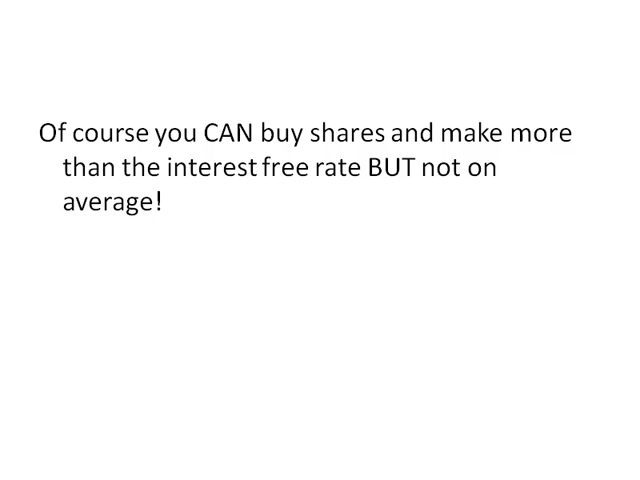 Of course you CAN buy shares and make more
than the interest free rate BUT not on
average!